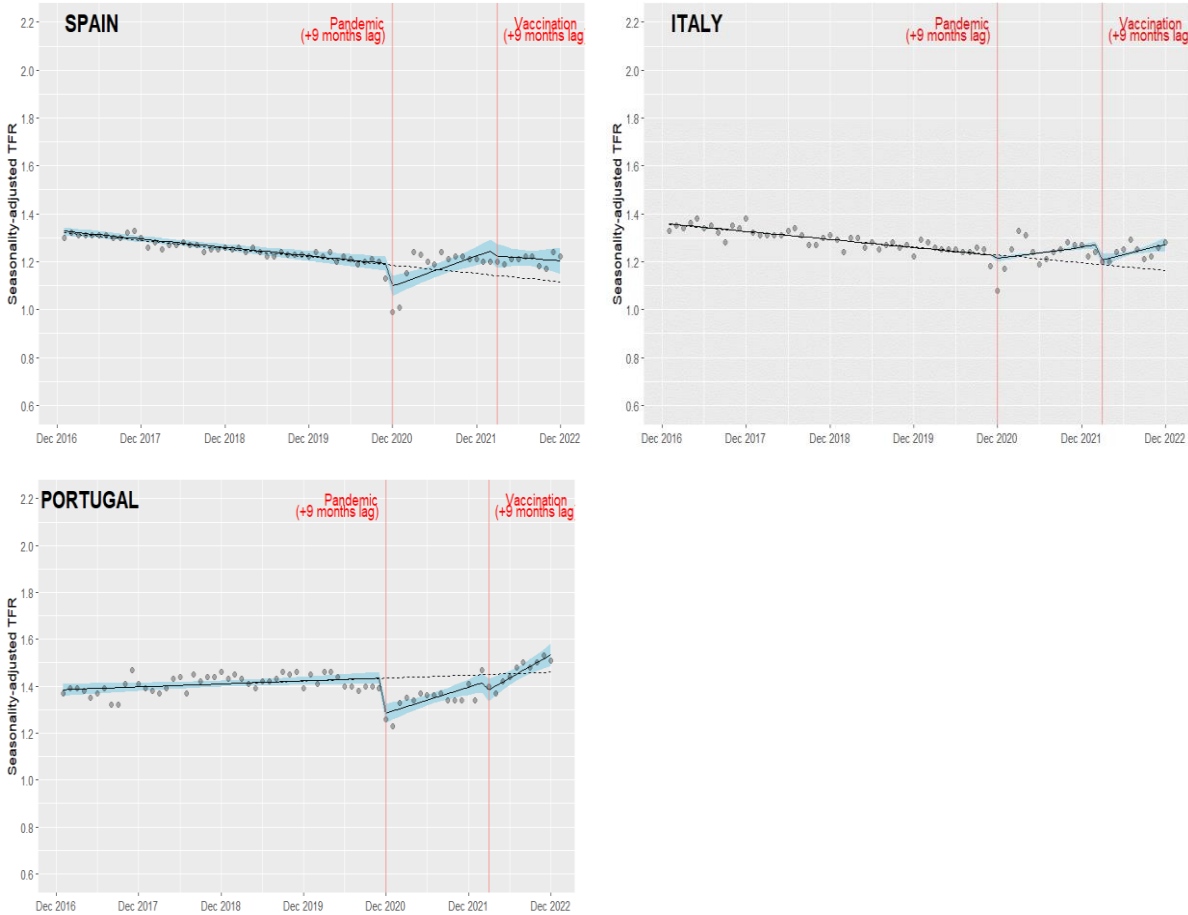 SPAIN
Pandemic
(+9 months lag)
Vaccination
(+9 months lag
Seasonality-adjusted TFR
2.2
2.0
1.8
1.6
1.4
1.2
1.0
0.8
0.6
Dec 2016 Dec 2017 Dec 2018 Dec 2019 Dec 2020 Dec 2021 Dec 2022
ITALY
Pandemic
(+9 months lag)
Vaccination
(+9 months lag
Seasonality-adjusted TFR
2.2
2.0
1.8
1.6
1.4
1.2
1.0
0.8
0.6
Dec 2016 Dec 2017 Dec 2018 Dec 2019 Dec 2020 Dec 2021 Dec 2022
PORTUGAL
Pandemic
(+9 months lag)
Vaccination
(+9 months lag
Seasonality-adjusted TFR
2.2
2.0
1.8
1.6
1.4
1.2
1.0
0.8
0.6
Dec 2016 Dec 2017 Dec 2018 Dec 2019 Dec 2020 Dec 2021 Dec 2022